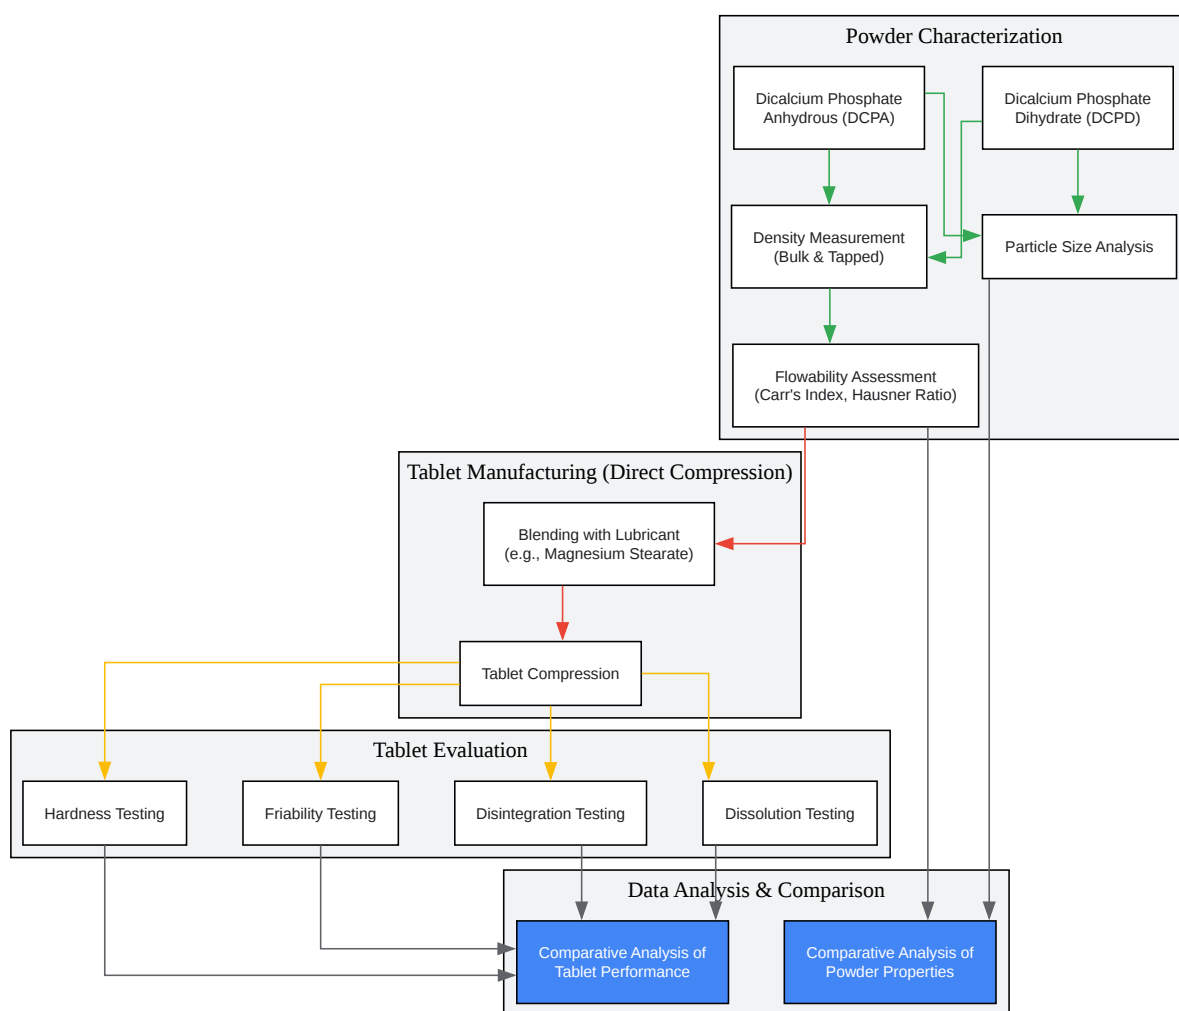 Powder Characterization
Dicalcium Phosphate
Anhydrous (DCPA)
Dicalcium Phosphate
Dihydrate (DCPD)
Density Measurement
(Bulk & Tapped)
Particle Size Analysis
Flowability Assessment
(Carr's Index, Hausner Ratio)
Tablet Manufacturing (Direct Compression)
Blending with Lubricant
(e.g., Magnesium Stearate)
Tablet Compression
Tablet Evaluation
Hardness Testing
Friability Testing
Disintegration Testing
Dissolution Testing
Data Analysis & Comparison
Comparative Analysis of
Tablet Performance
Comparative Analysis of
Powder Properties